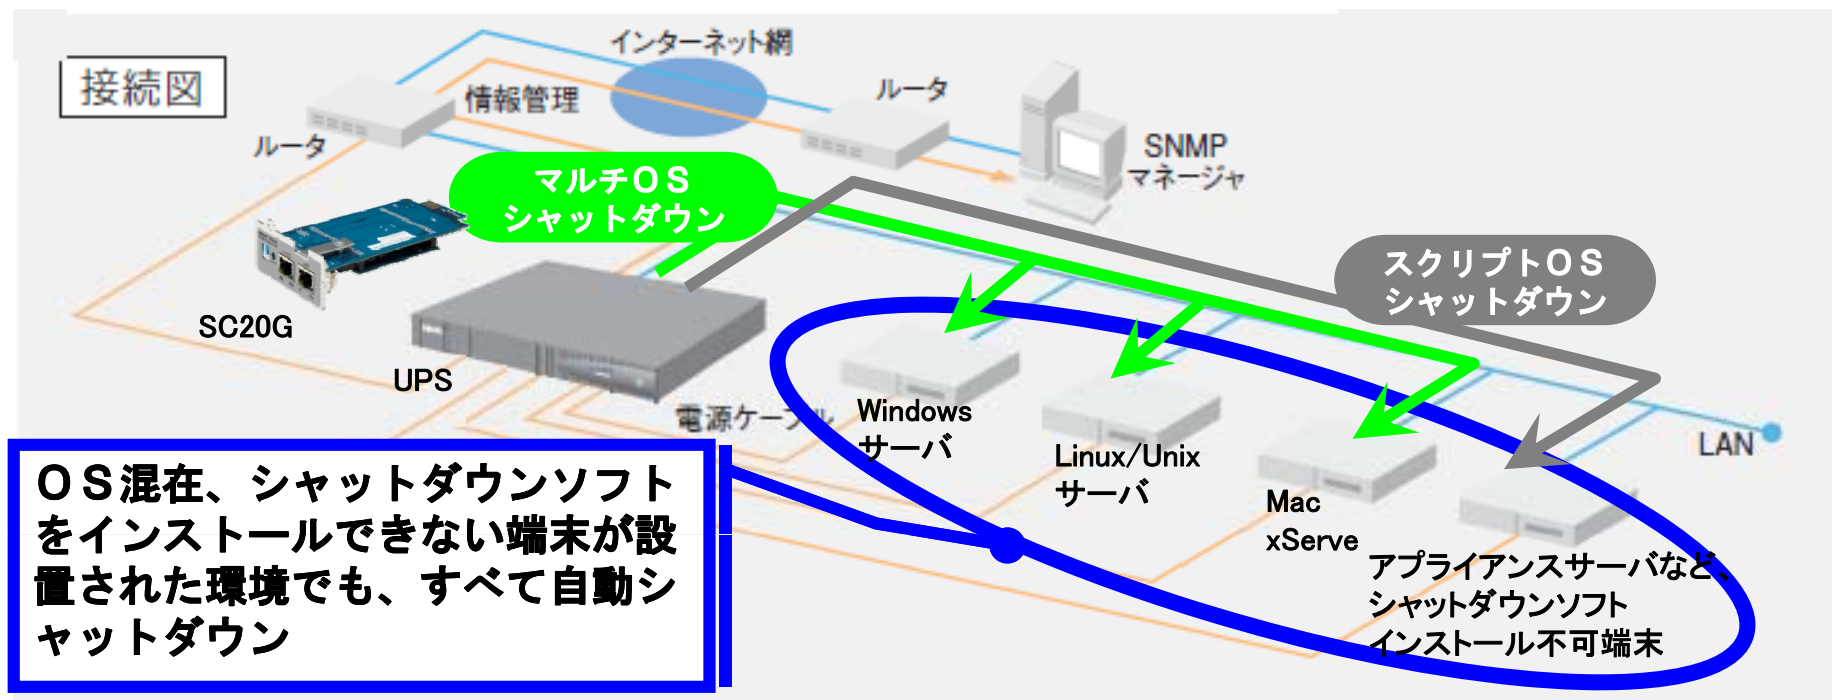 接続図
インターネット網
情報管理
ルータ
ルータ
SNMP
マネージャ
マルチＯＳ
シャットダウン
スクリプトＯＳ
シャットダウン
SC20G
UPS
電源ケーブル
Windows
サーバ
Linux/Unix
サーバ
Mac
xServe
LAN
アプライアンスサーバなど、
シャットダウンソフト
インストール不可端末
ＯＳ混在、シャットダウンソフト
をインストールできない端末が設
置された環境でも、すべて自動シ
ャットダウン